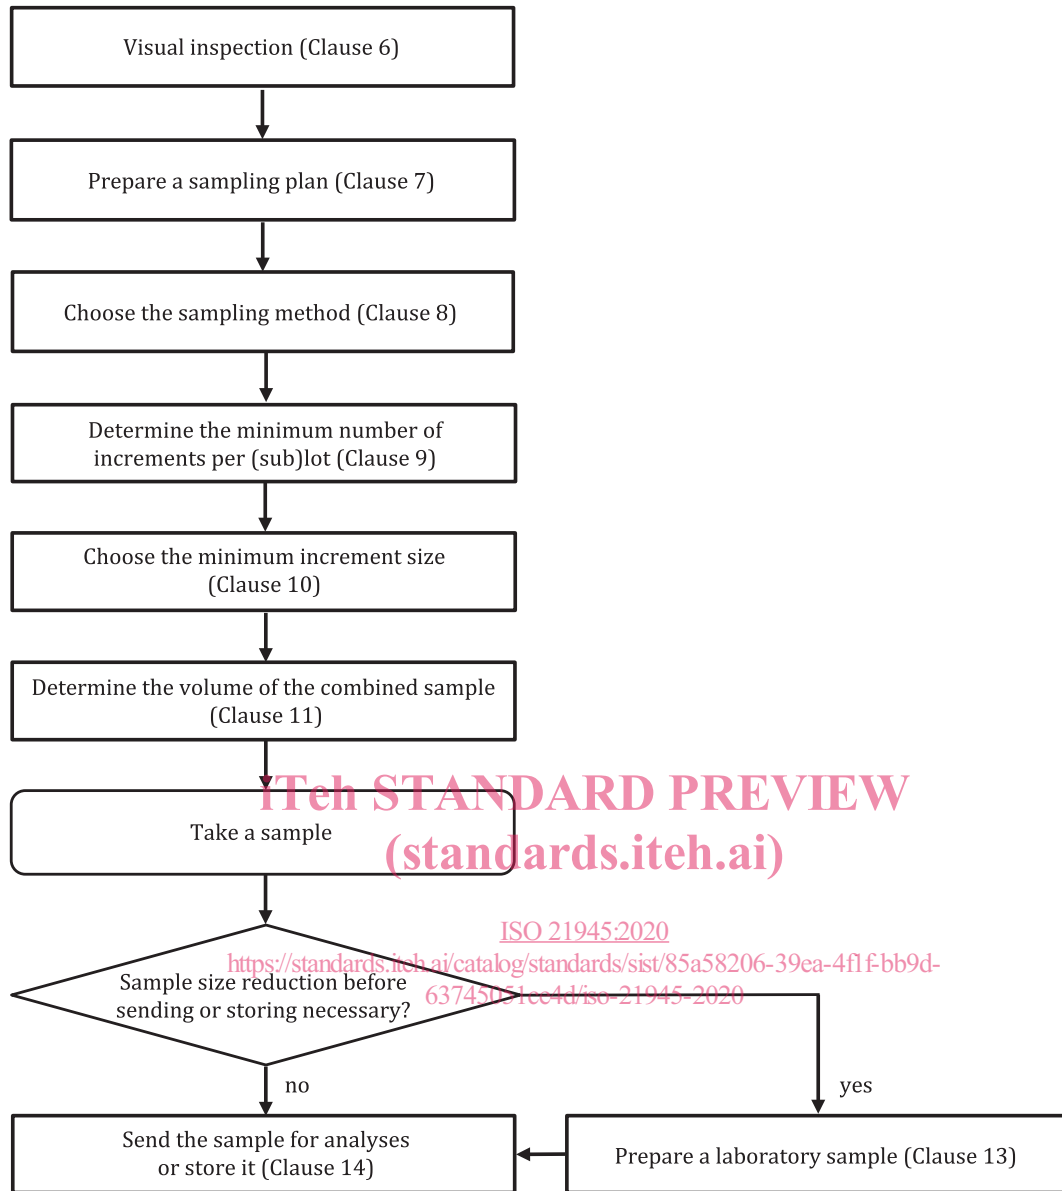 Visual inspection (Clause 6)
Prepare a sampling plan (Clause 7)
Choose the sampling method (Clause 8)
Determine the minimum number of
increments per (sub)lot (Clause 9)
Choose the minimum increment size
(Clause 10)
Determine the volume of the combined sample
(Clause 11)
iTeh STANDARD PREVIEW
Take a sample
(standards.iteh.ai)
ISO 21945:2020
https://standards.iteh.ai/catalog/standards/sist/85a58206-39ea-4f1f-bb9d-
63745051ee4d/iso-21945-2020
Sample size reduction before
sending or storing necessary?
no
yes
Send the sample for analyses
or store it (Clause 14)
Prepare a laboratory sample (Clause 13)